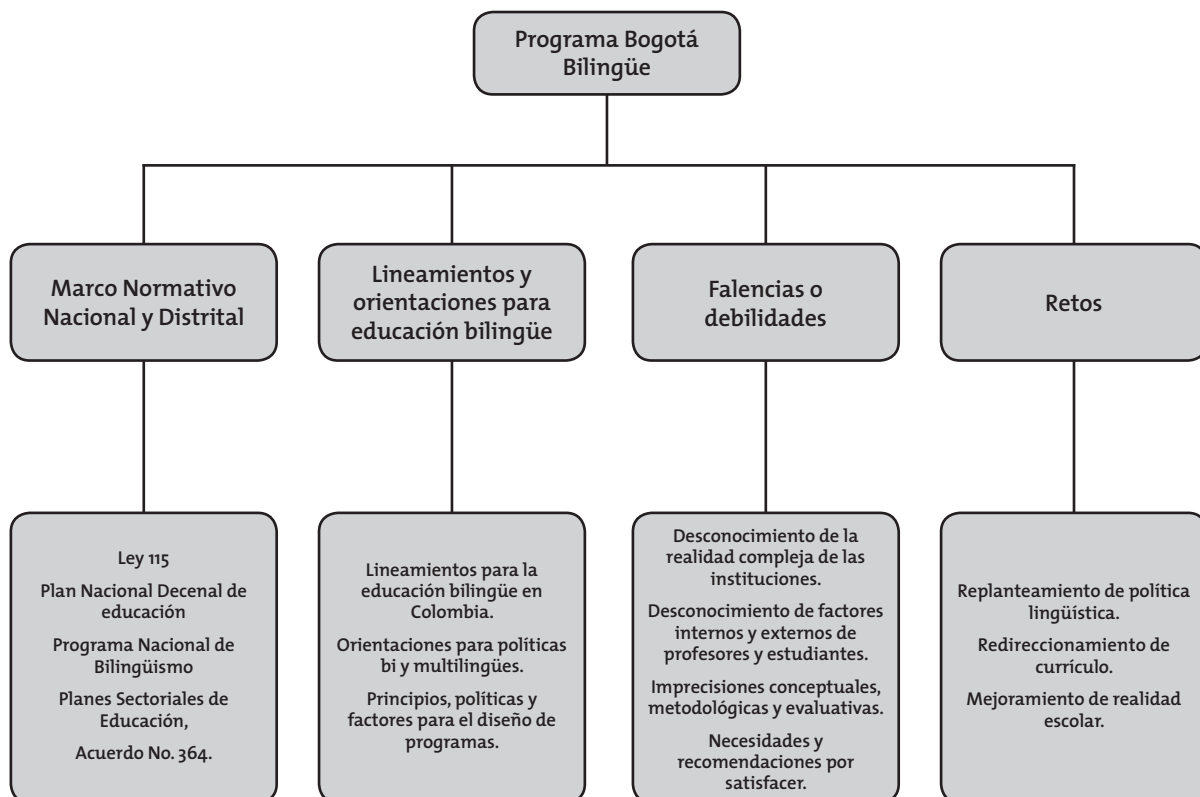 Programa Bogotá
Bilingüe
Marco Normativo
Nacional y Distrital
Lineamientos y
orientaciones para
educación bilingüe
Falencias o
debilidades
Retos
Ley 115
Plan Nacional Decenal de
educación
Programa Nacional de
Bilingüismo
Planes Sectoriales de
Educación,
Acuerdo No. 364.
Lineamientos para la
educación bilingüe en
Colombia.
Orientaciones para políticas
bi y multilingües.
Principios, políticas y
factores para el diseño de
programas.
Desconocimiento de la
realidad compleja de las
instituciones.
Desconocimiento de factores
internos y externos de
profesores y estudiantes.
Imprecisiones conceptuales,
metodológicas y evaluativas.
Necesidades y
recomendaciones por
satisfacer.
Replanteamiento de política
lingüística.
Redireccionamiento de
currículo.
Mejoramiento de realidad
escolar.